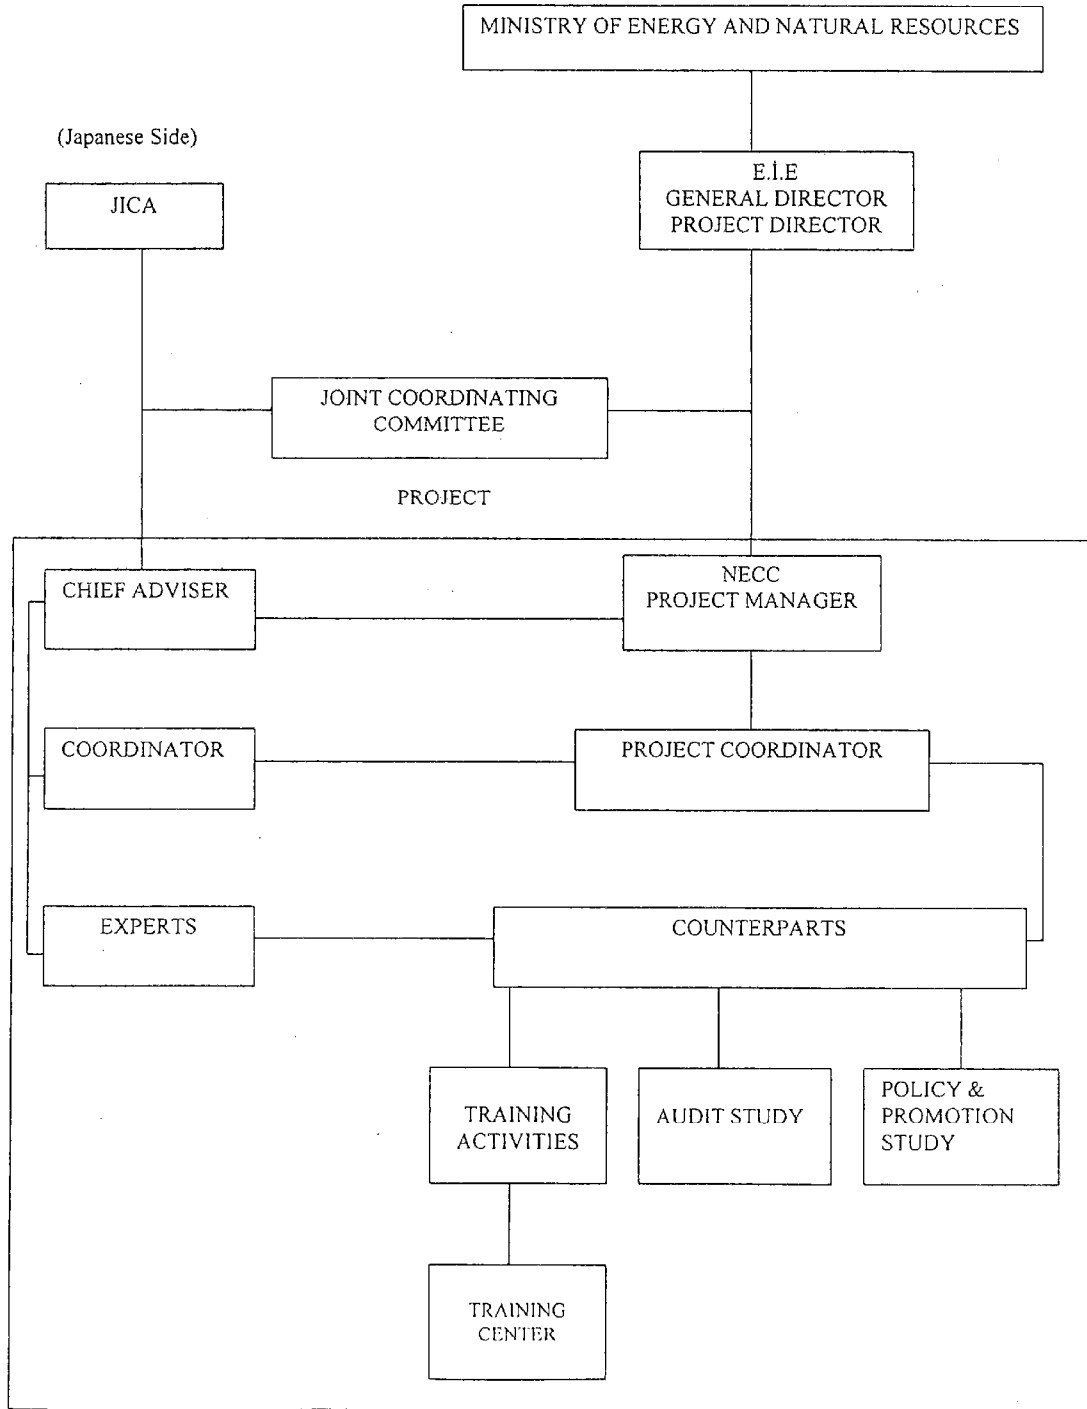 MINISTRY OF ENERGY AND NATURAL RESOURCES
(Japanese Side)
E.İ.E
GENERAL DIRECTOR
PROJECT DIRECTOR
JICA
JOINT COORDINATING
COMMITTEE
PROJECT
CHIEF ADVISER
NECC
PROJECT MANAGER
COORDINATOR
PROJECT COORDINATOR
EXPERTS
COUNTERPARTS
TRAINING
ACTIVITIES
AUDIT STUDY
POLICY &
PROMOTION
STUDY
TRAINING
CENTER